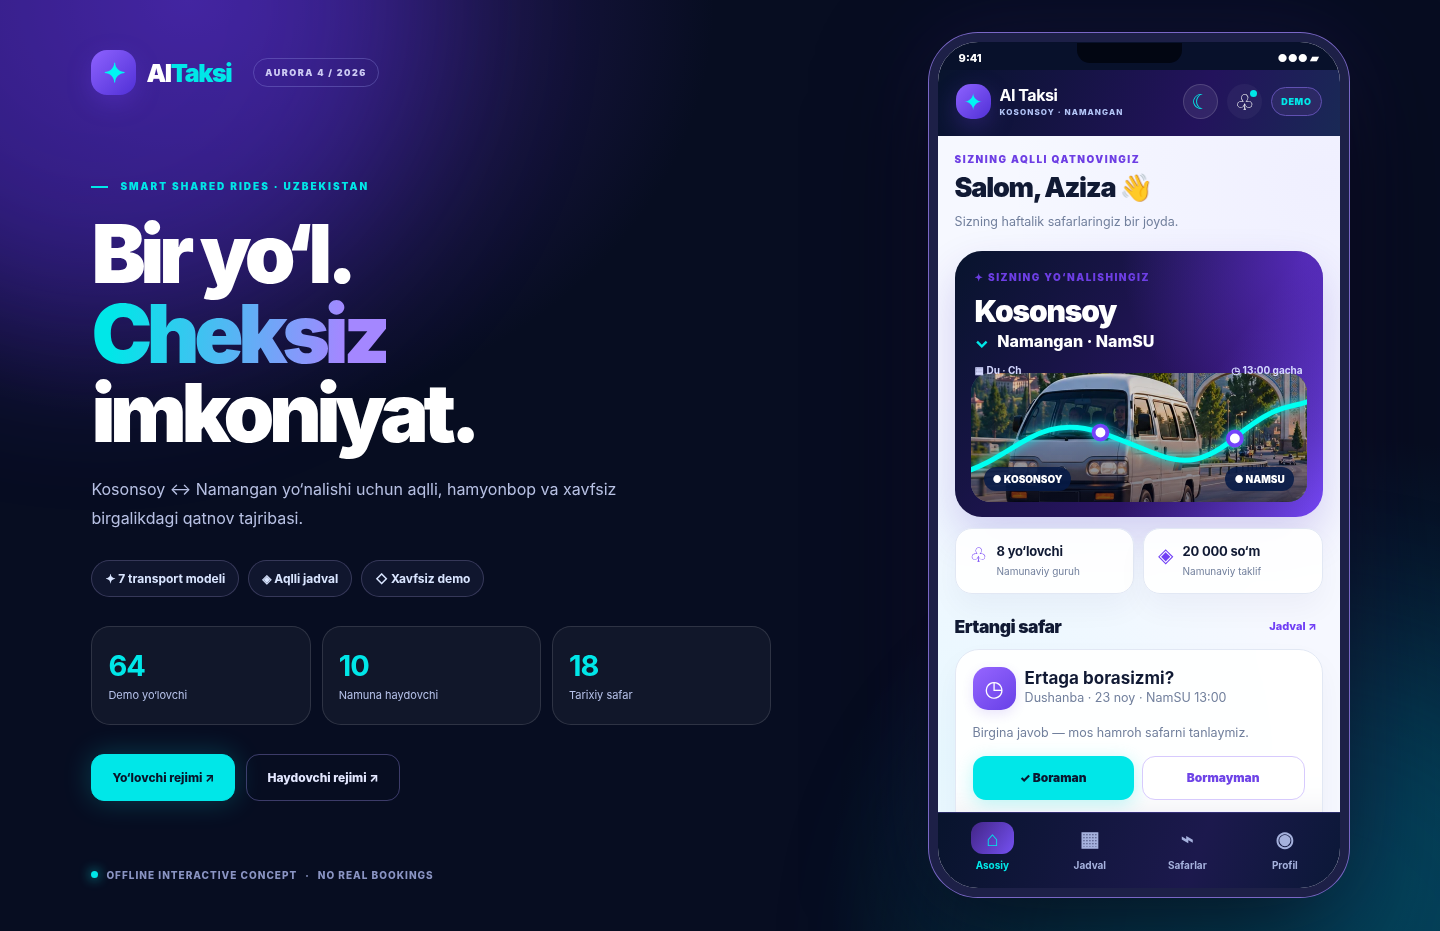 AITaksi
AURORA 4 / 2026
SMART SHARED RIDES · UZBEKISTAN
Bir yo‘l.
Cheksiz
imkoniyat.
Kosonsoy ↔ Namangan yo‘nalishi uchun aqlli, hamyonbop va xavfsiz
birgalikdagi qatnov tajribasi.
✦ 7 transport modeli
◈ Aqlli jadval
◇ Xavfsiz demo
64
Demo yo‘lovchi
10
Namuna haydovchi
18
Tarixiy safar
Yo‘lovchi rejimi ↗
Haydovchi rejimi ↗
OFFLINE INTERACTIVE CONCEPT · NO REAL BOOKINGS
9:41
AI Taksi
KOSONSOY · NAMANGAN
DEMO
SIZNING AQLLI QATNOVINGIZ
Salom, Aziza 👋
Sizning haftalik safarlaringiz bir joyda.
✦ SIZNING YO‘NALISHINGIZ
Kosonsoy
Namangan · NamSU
Du · Ch
13:00 gacha
KOSONSOY
NAMSU
8 yo‘lovchi
Namunaviy guruh
20 000 so‘m
Namunaviy taklif
Ertangi safar
Jadval ↗
Ertaga borasizmi?
Dushanba · 23 noy · NamSU 13:00
Birgina javob — mos hamroh safarni tanlaymiz.
✓ Boraman
Bormayman
Asosiy
Jadval
Safarlar
Profil